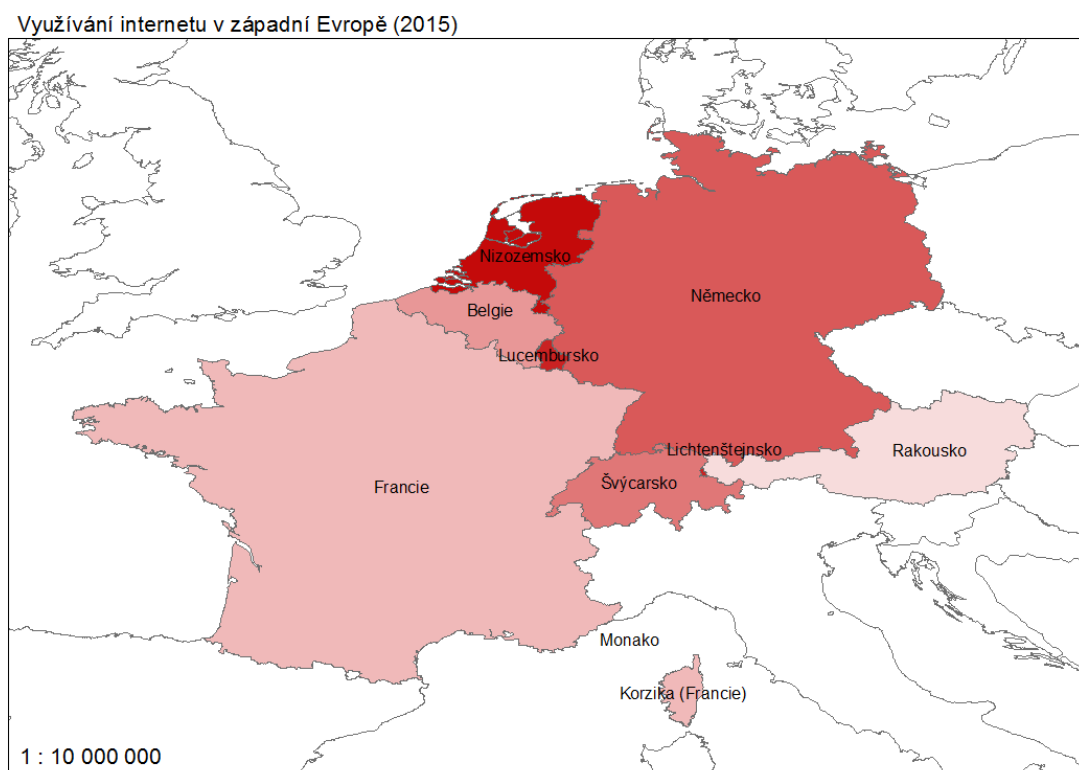 Využívání internetu v západní Evropě (2015)
Nizozemsko
Německo
Belgie
Lucembursko
Lichtenštejnsko
Rakousko
Švýcarsko
Francie
Monako
Korzika (Francie)
1 : 10 000 000